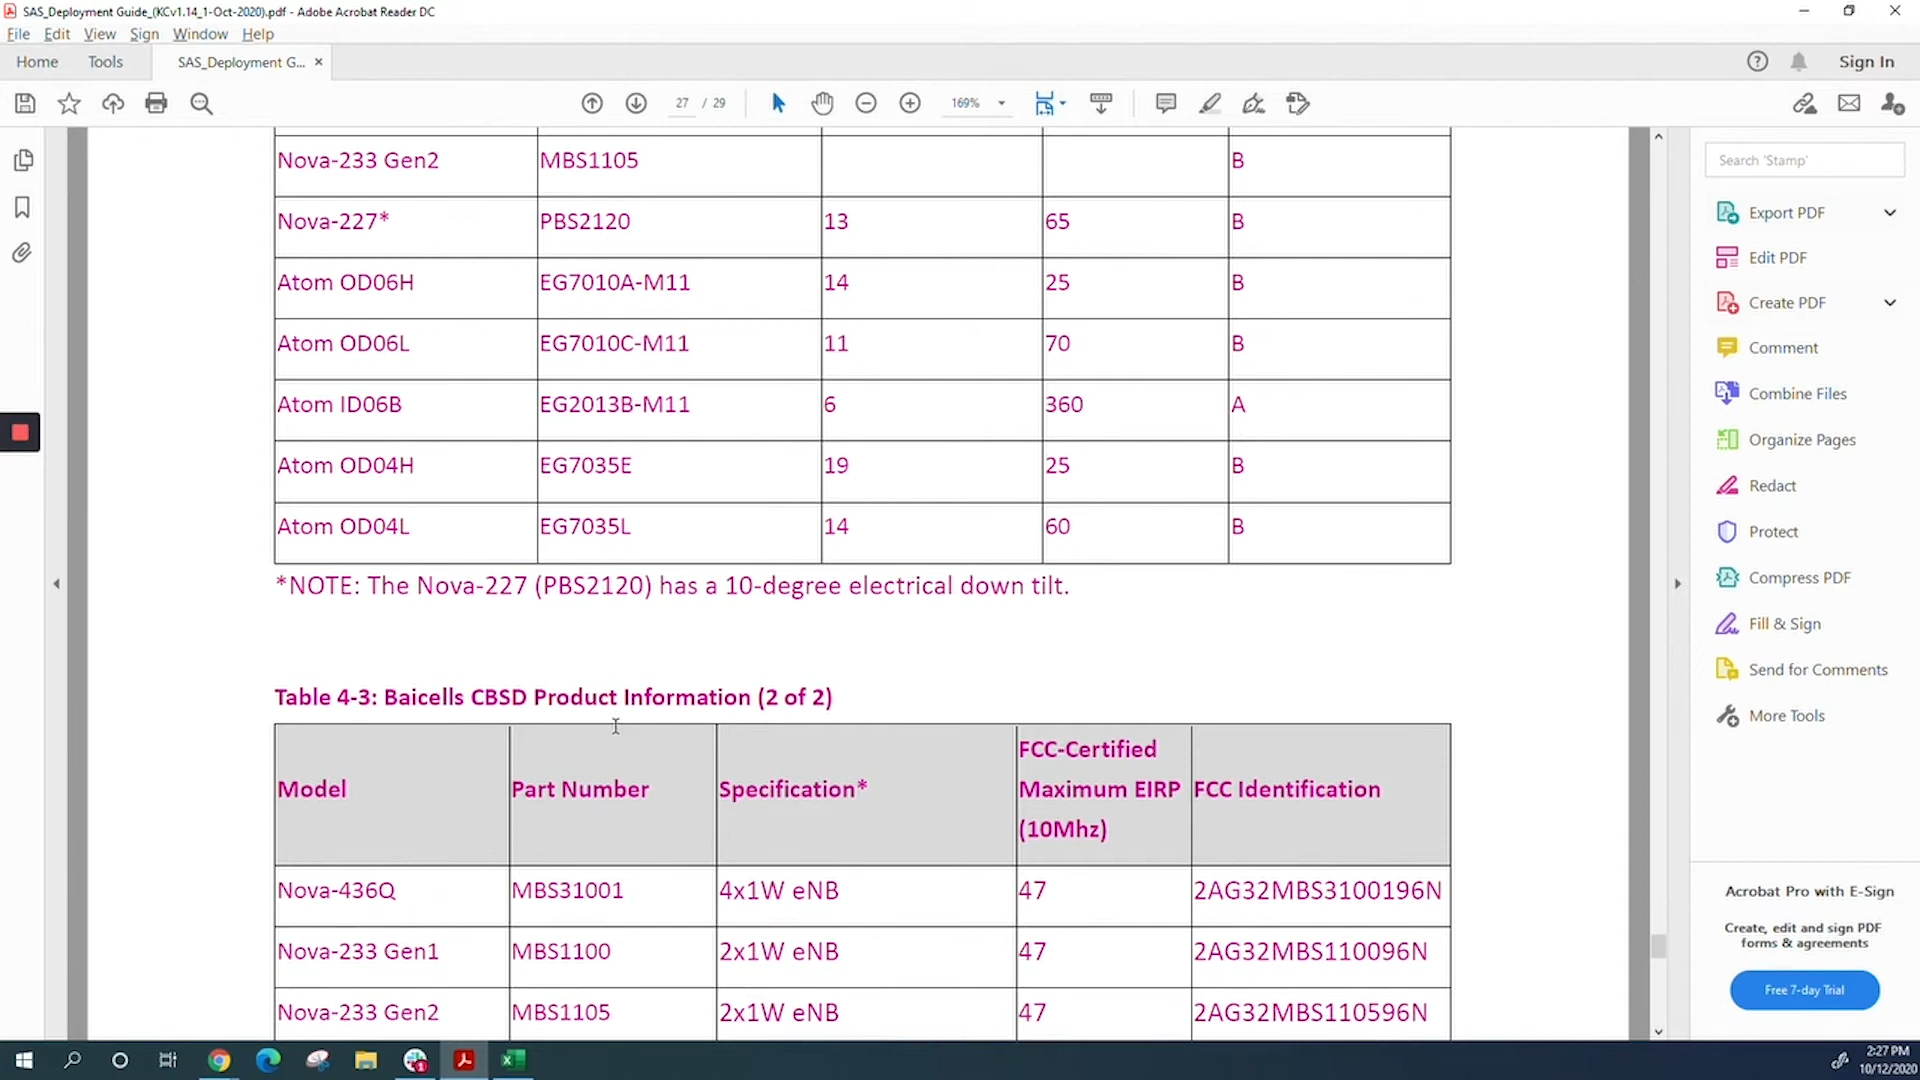 SAS_Deployment Guide_(KCv1.14_1-Oct-2020).pdf - Adobe Acrobat Reader DC
File Edit View Sign Window Help
Home Tools SAS_Deployment G... ×
Sign In
27 / 29
169%
Nova-233 Gen2 MBS1105 B
Nova-227* PBS2120 13 65 B
Atom OD06H EG7010A-M11 14 25 B
Atom OD06L EG7010C-M11 11 70 B
Atom ID06B EG2013B-M11 6 360 A
Atom OD04H EG7035E 19 25 B
Atom OD04L EG7035L 14 60 B
*NOTE: The Nova-227 (PBS2120) has a 10-degree electrical down tilt.
Table 4-3: Baicells CBSD Product Information (2 of 2)
Model Part Number Specification* FCC-Certified Maximum EIRP (10Mhz) FCC Identification
Nova-436Q MBS31001 4x1W eNB 47 2AG32MBS3100196N
Nova-233 Gen1 MBS1100 2x1W eNB 47 2AG32MBS110096N
Nova-233 Gen2 MBS1105 2x1W eNB 47 2AG32MBS110596N
Search 'Stamp'
Export PDF
Edit PDF
Create PDF
Comment
Combine Files
Organize Pages
Redact
Protect
Compress PDF
Fill & Sign
Send for Comments
More Tools
Acrobat Pro with E-Sign
Create, edit and sign PDF
forms & agreements
Free 7-day Trial
2:27 PM
10/12/2020